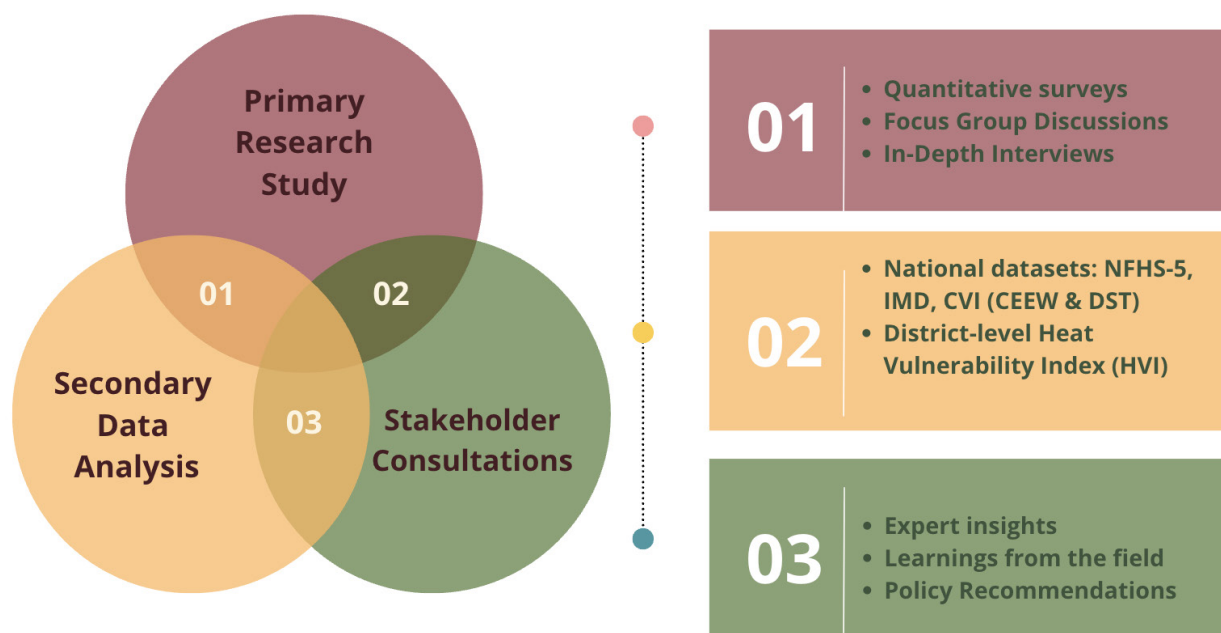 Primary
Research
Study
01
02
Secondary
Data
Analysis
03
Stakeholder
Consultations
01
• Quantitative surveys
• Focus Group Discussions
• In-Depth Interviews
02
• National datasets: NFHS-5,
IMD, CVI (CEEW & DST)
• District-level Heat
Vulnerability Index (HVI)
03
• Expert insights
• Learnings from the field
• Policy Recommendations